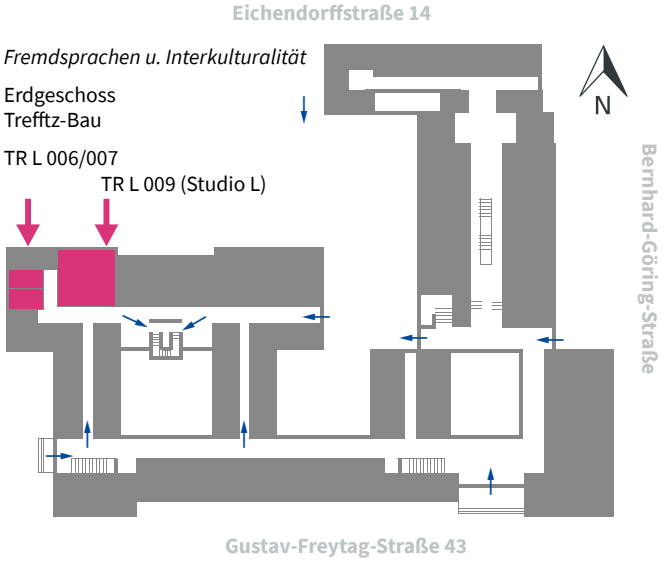 Eichendorffstraße 14
Fremdsprachen u. Interkulturalität
Erdgeschoss
Trefftz-Bau
TR L 006/007
TR L 009 (Studio L)
N
Bernhard-Göring-Straße
Gustav-Freytag-Straße 43